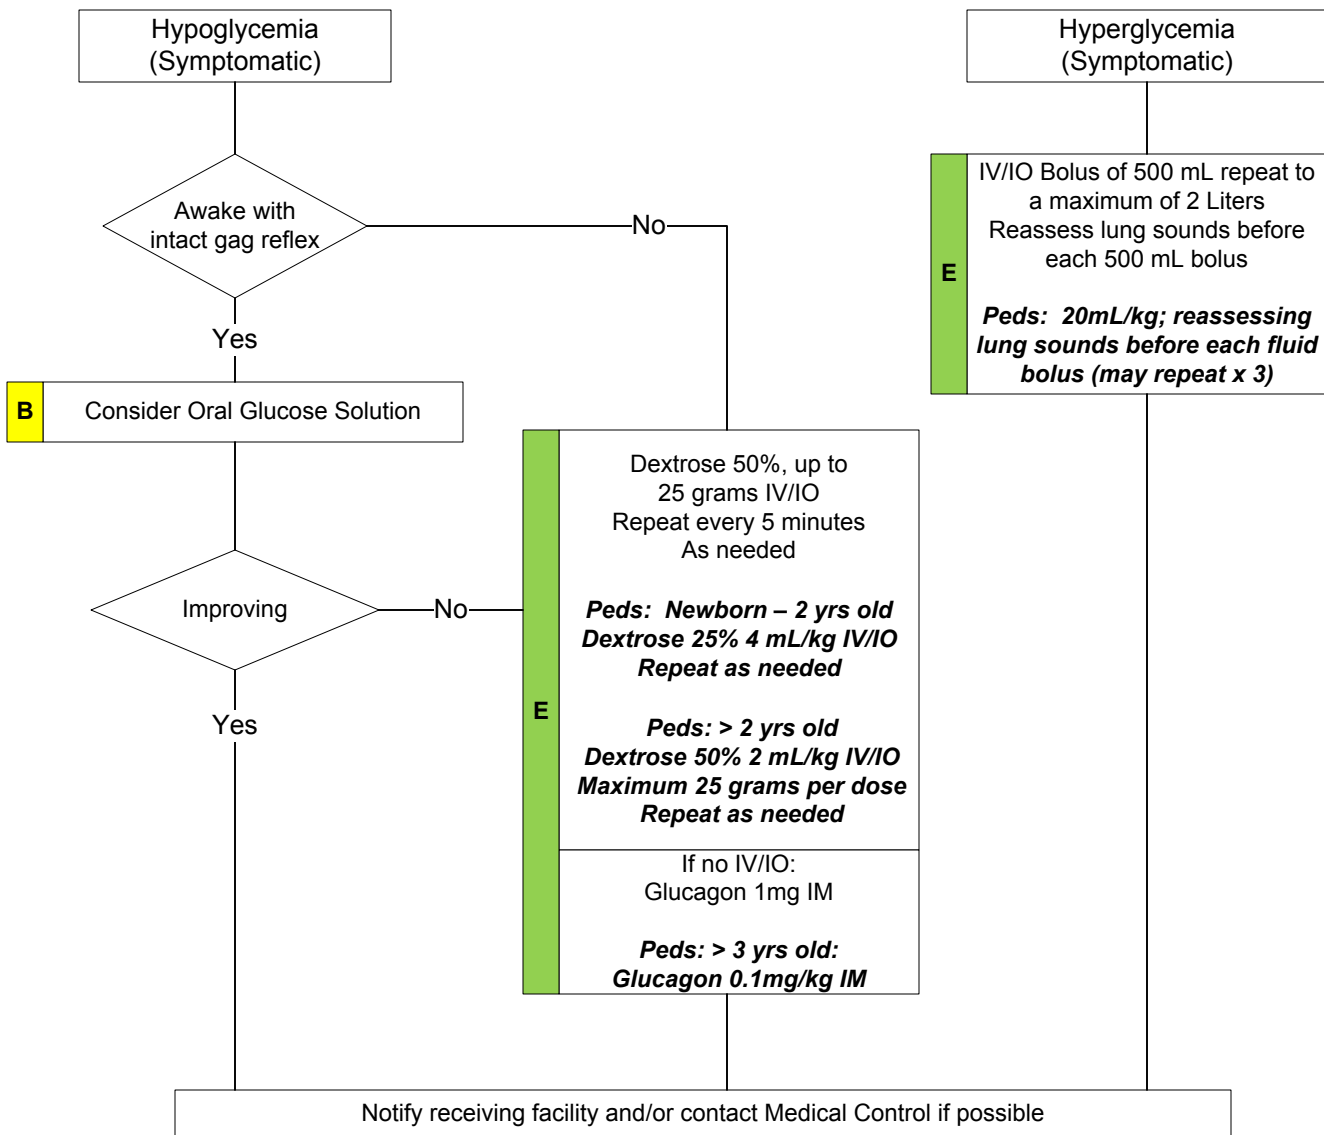 Hypoglycemia
(Symptomatic)
Hyperglycemia
(Symptomatic)
Awake with
intact gag reflex
No
Yes
E
IV/IO Bolus of 500 mL repeat to
a maximum of 2 Liters
Reassess lung sounds before
each 500 mL bolus
Peds:  20mL/kg; reassessing
lung sounds before each fluid
bolus (may repeat x 3)
B
Consider Oral Glucose Solution
Improving
No
Yes
E
Dextrose 50%, up to
25 grams IV/IO
Repeat every 5 minutes
As needed
Peds:  Newborn – 2 yrs old
Dextrose 25% 4 mL/kg IV/IO
Repeat as needed
Peds: > 2 yrs old
Dextrose 50% 2 mL/kg IV/IO
Maximum 25 grams per dose
Repeat as needed
If no IV/IO:
Glucagon 1mg IM
Peds: > 3 yrs old:
Glucagon 0.1mg/kg IM
Notify receiving facility and/or contact Medical Control if possible